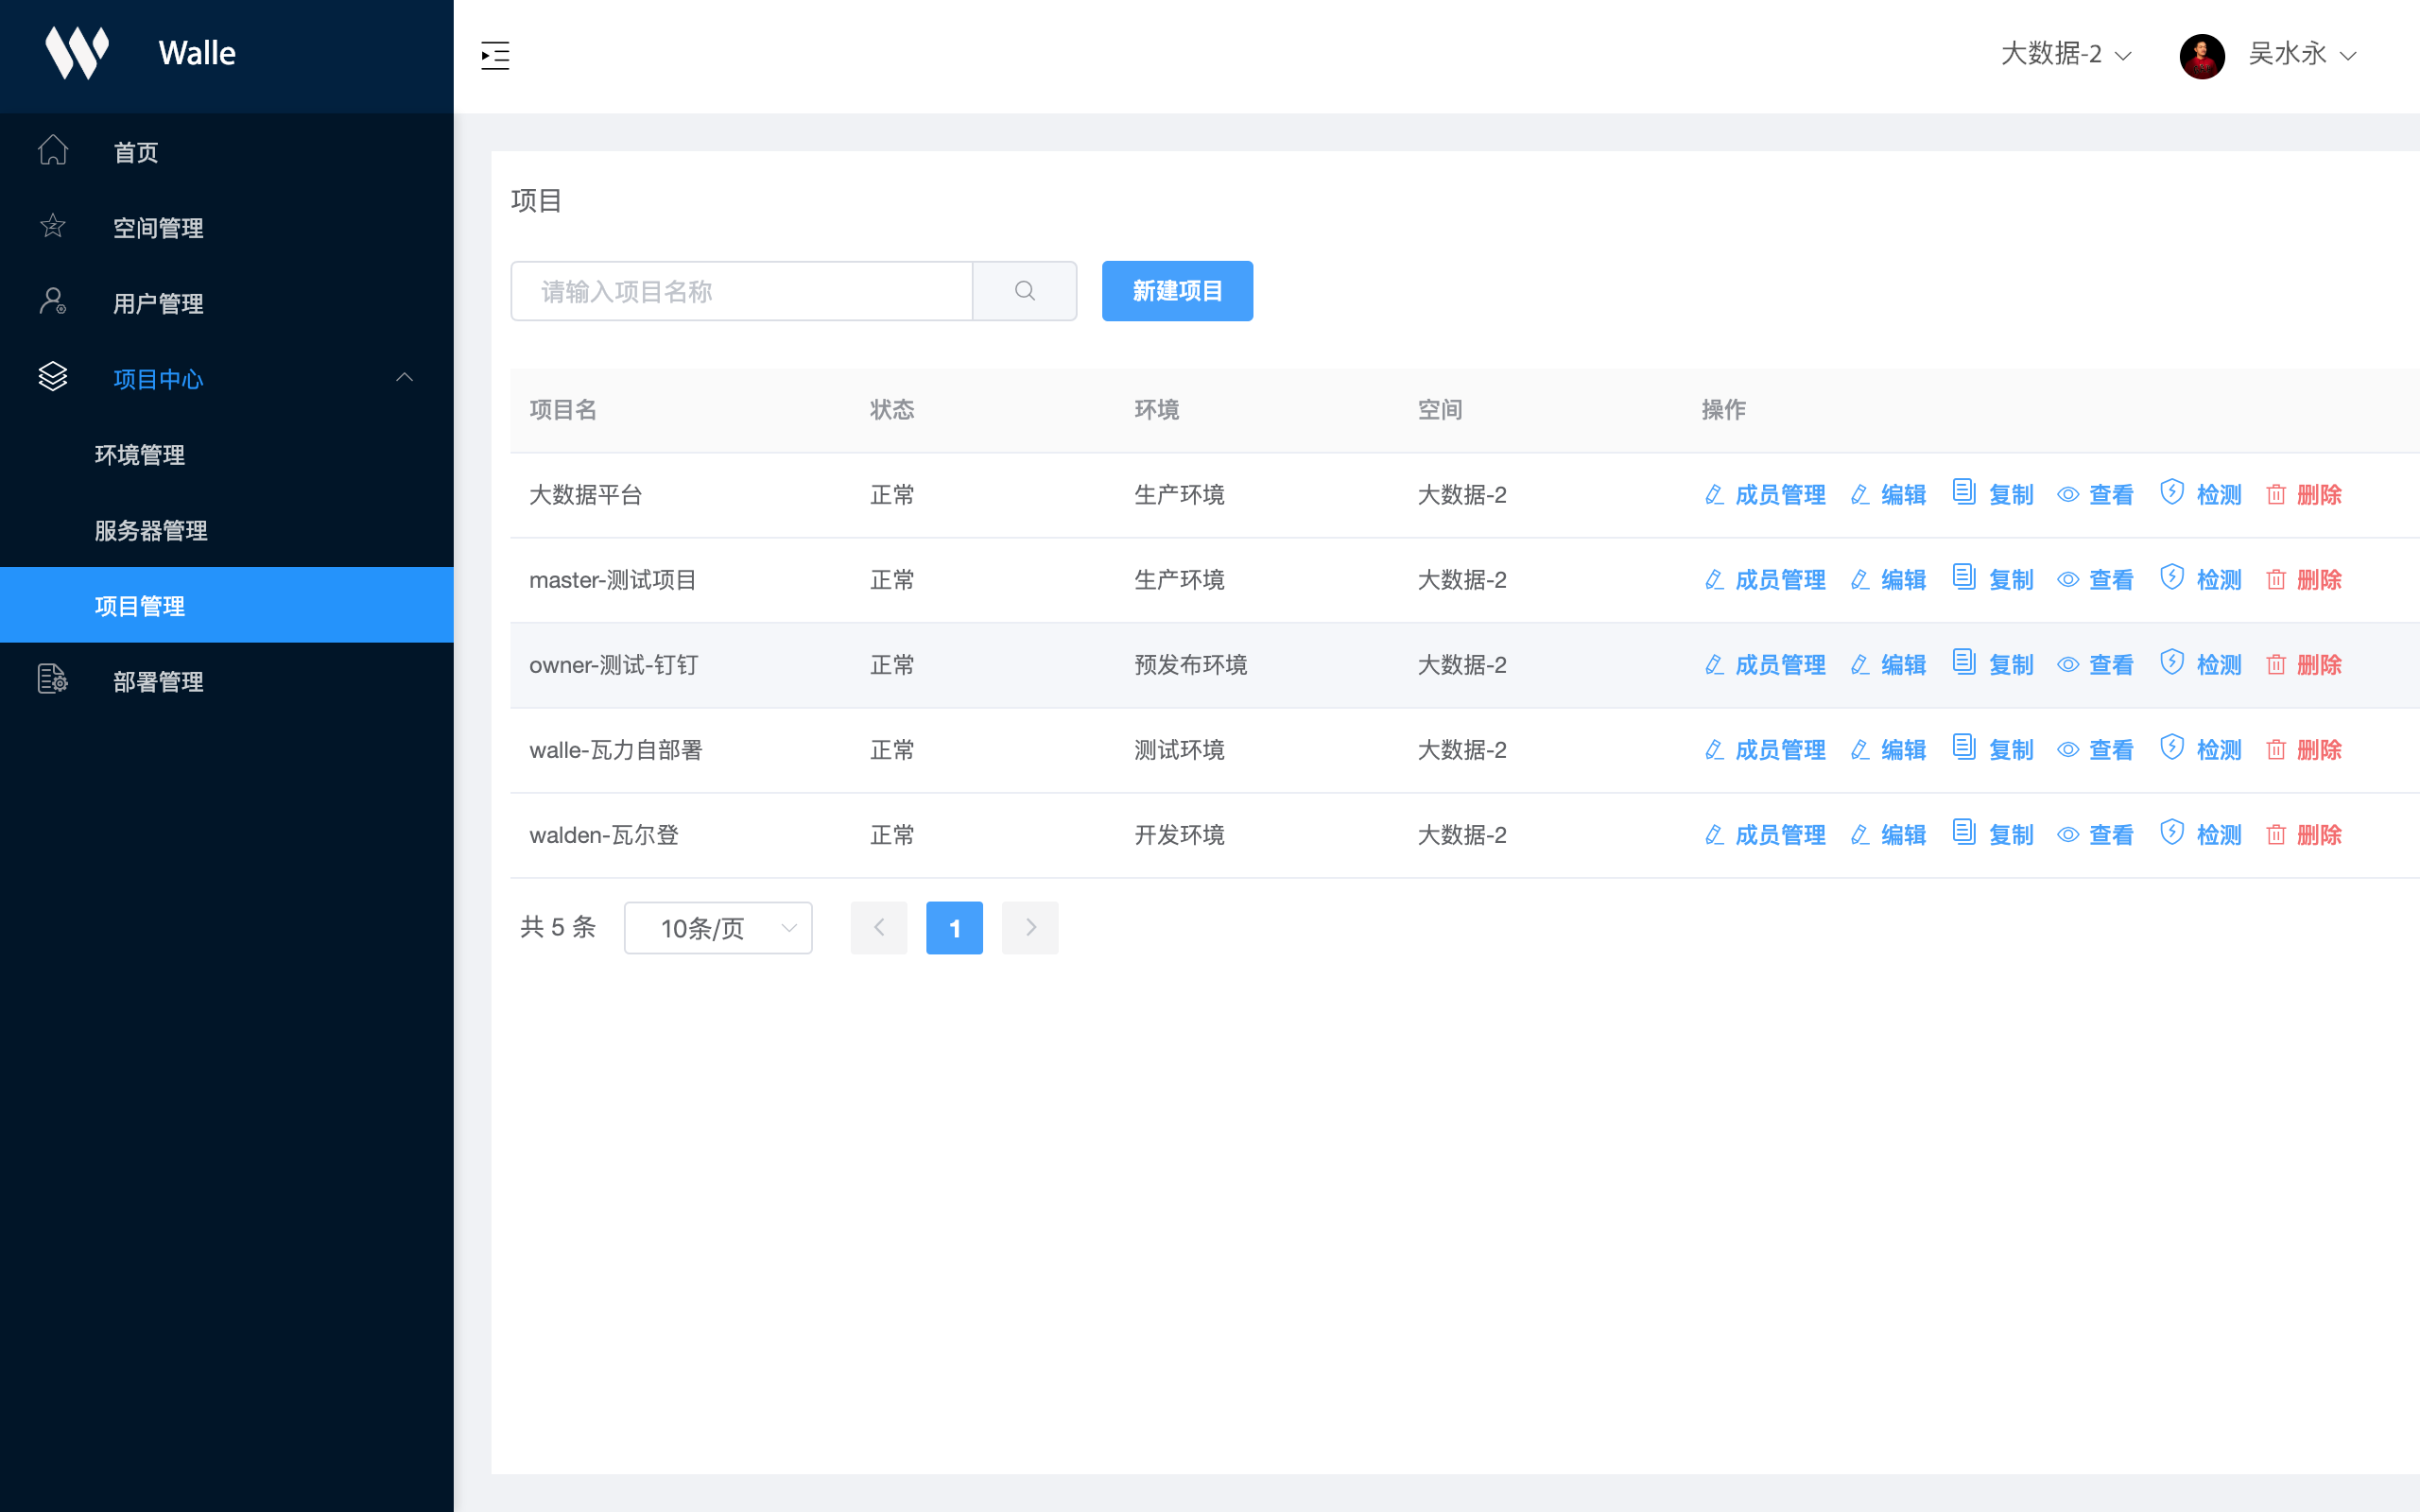 Walle
大数据-2
吴水永
首页
空间管理
用户管理
项目中心
环境管理
服务器管理
项目管理
部署管理
项目
请输入项目名称
新建项目
项目名 状态 环境 空间 操作
大数据平台 正常 生产环境 大数据-2 成员管理 编辑 复制 查看 检测 删除
master-测试项目 正常 生产环境 大数据-2 成员管理 编辑 复制 查看 检测 删除
owner-测试-钉钉 正常 预发布环境 大数据-2 成员管理 编辑 复制 查看 检测 删除
walle-瓦力自部署 正常 测试环境 大数据-2 成员管理 编辑 复制 查看 检测 删除
walden-瓦尔登 正常 开发环境 大数据-2 成员管理 编辑 复制 查看 检测 删除
共 5 条 10条/页 1